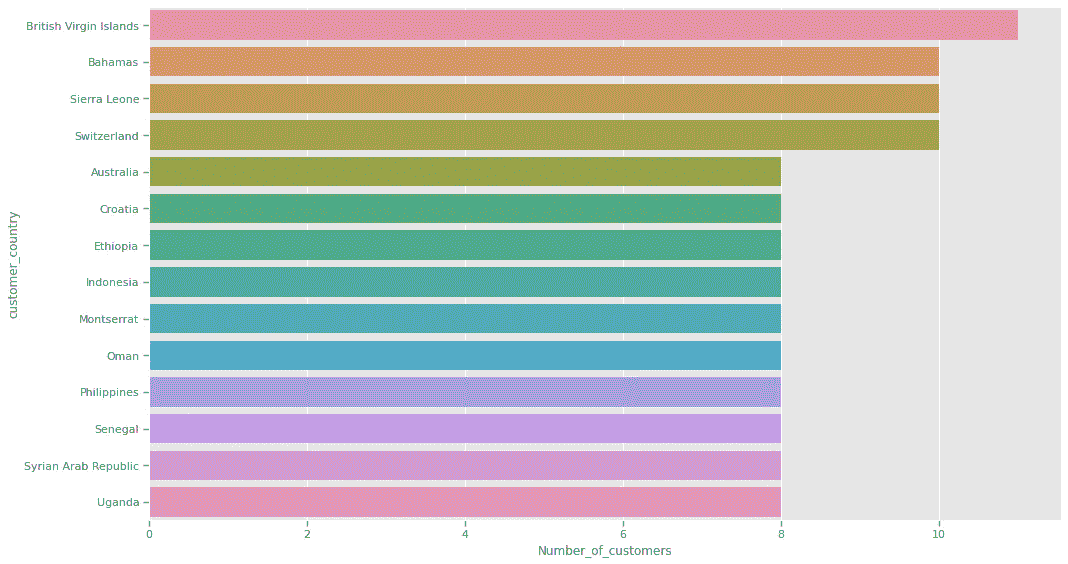 British Virgin Islands
Bahamas
Sierra Leone
Switzerland
Australia
Croatia
Ethiopia
Indonesia
Montserrat
Oman
Philippines
Senegal
Syrian Arab Republic
Uganda
customer_country
0 2 4 6 8 10
Number_of_customers